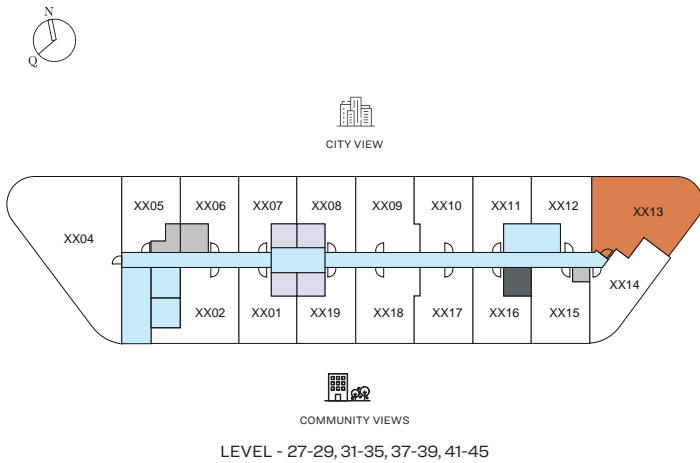 N
Q
CITY VIEW
XX05 XX06 XX07 XX08 XX09 XX10 XX11 XX12 XX13
XX04
XX14
XX02 XX01 XX19 XX18 XX17 XX16 XX15
COMMUNITY VIEWS
LEVEL - 27-29, 31-35, 37-39, 41-45